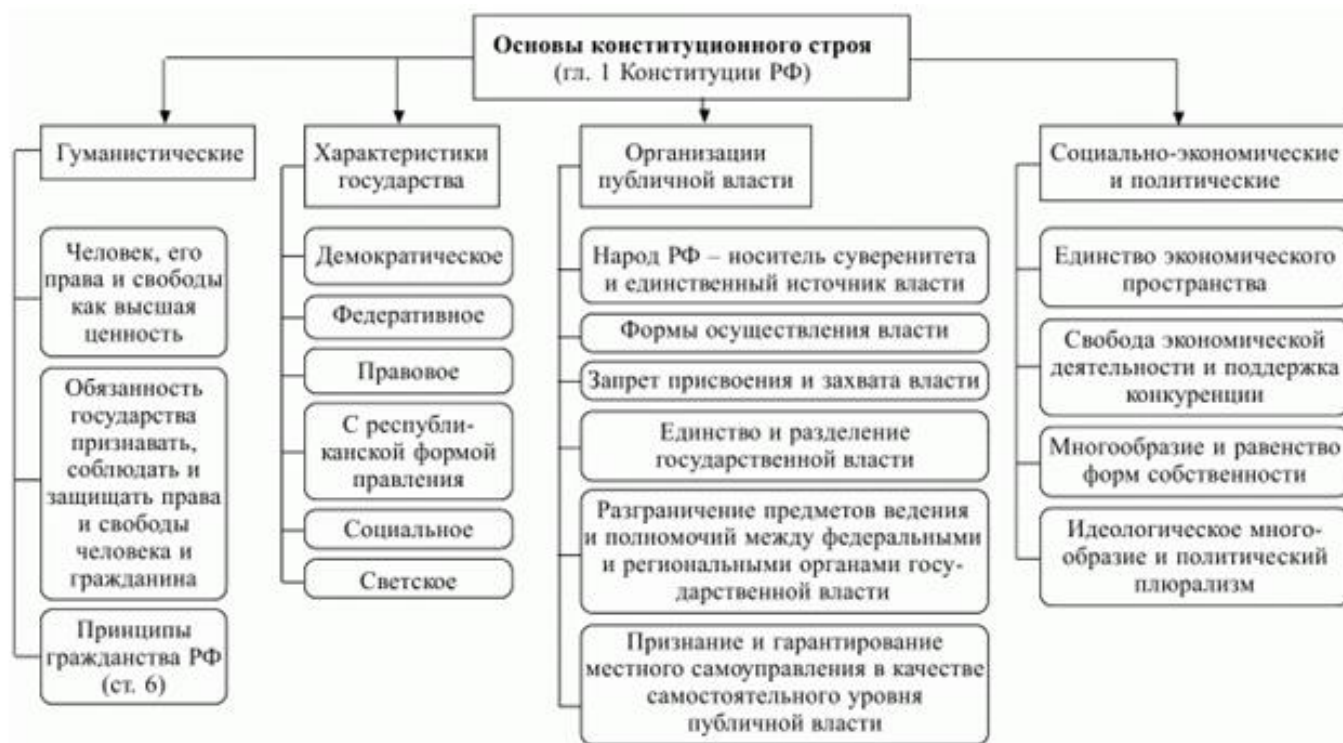 Основы конституционного строя
(гл. 1 Конституции РФ)
Гуманистические
Человек, его
права и свободы
как высшая
ценность
Обязанность
государства
признавать,
соблюдать и
защищать права
и свободы
человека и
гражданина
Принципы
гражданства РФ
(ст. 6)
Характеристики
государства
Демократическое
Федеративное
Правовое
С республи-
канской формой
правления
Социальное
Светское
Организации
публичной власти
Народ РФ – носитель суверенитета
и единственный источник власти
Формы осуществления власти
Запрет присвоения и захвата власти
Единство и разделение
государственной власти
Разграничение предметов ведения
и полномочий между федеральными
и региональными органами госу-
дарственной власти
Признание и гарантирование
местного самоуправления в качестве
самостоятельного уровня
публичной власти
Социально-экономические
и политические
Единство экономического
пространства
Свобода экономической
деятельности и поддержка
конкуренции
Многообразие и равенство
форм собственности
Идеологическое много-
образие и политический
плюрализм